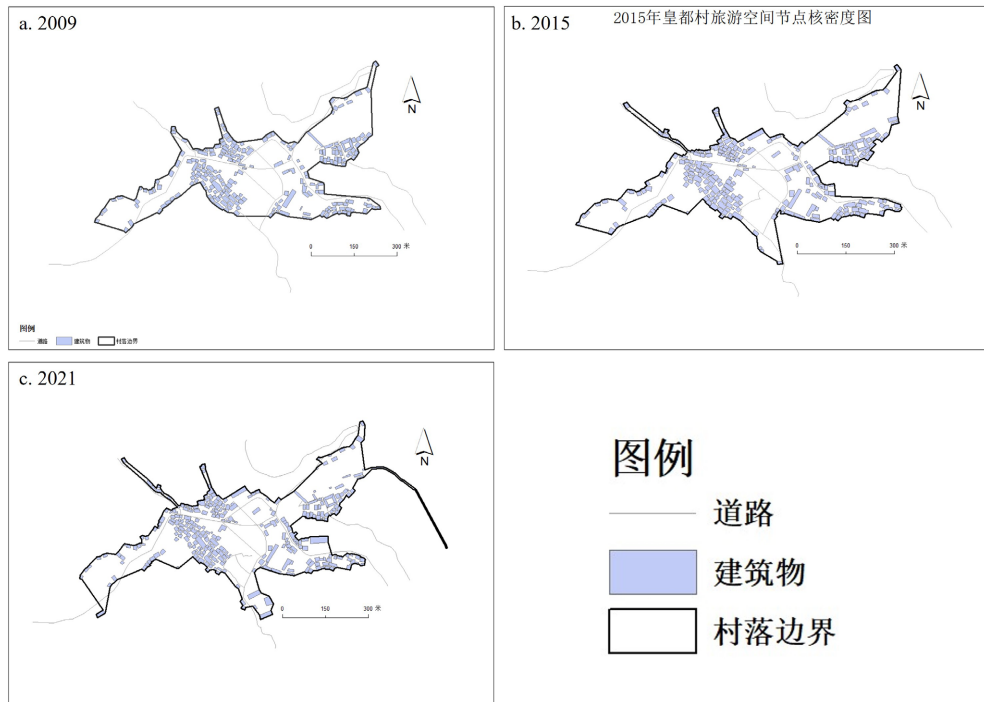 a. 2009
N
0 150 300 米
图例
道路 建筑物 村落边界
b. 2015
2015年皇都村旅游空间节点核密度图
N
0 150 300 米
c. 2021
N
0 150 300 米
图例
道路
建筑物
村落边界